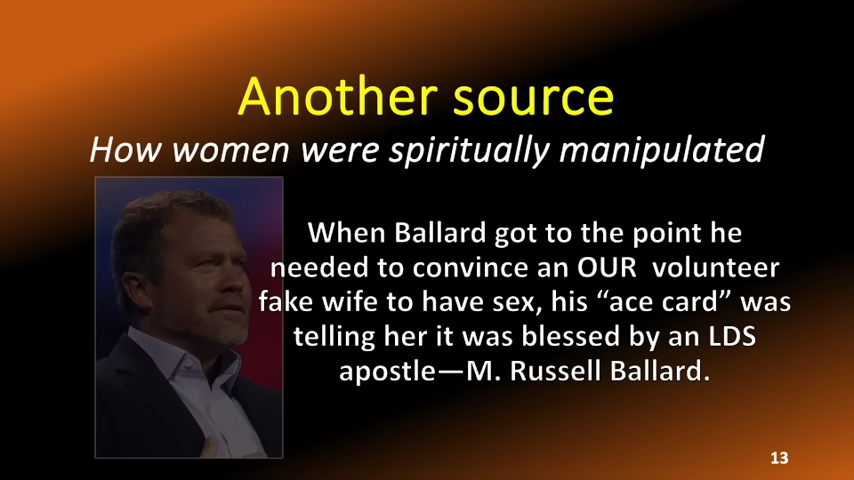 Another source
How women were spiritually manipulated
When Ballard got to the point he
needed to convince an OUR volunteer
fake wife to have sex, his “ace card” was
telling her it was blessed by an LDS
apostle—M. Russell Ballard.
13